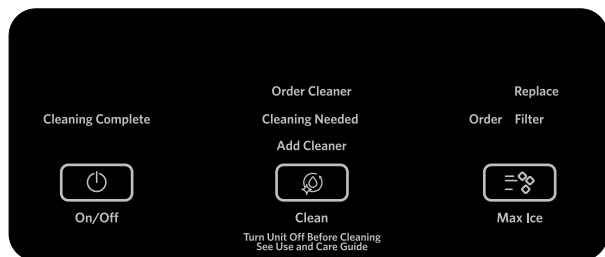 Order Cleaner
Replace
Cleaning Complete
Cleaning Needed
Order Filter
Add Cleaner
On/Off
Clean
Max Ice
Turn Unit Off Before Cleaning
See Use and Care Guide